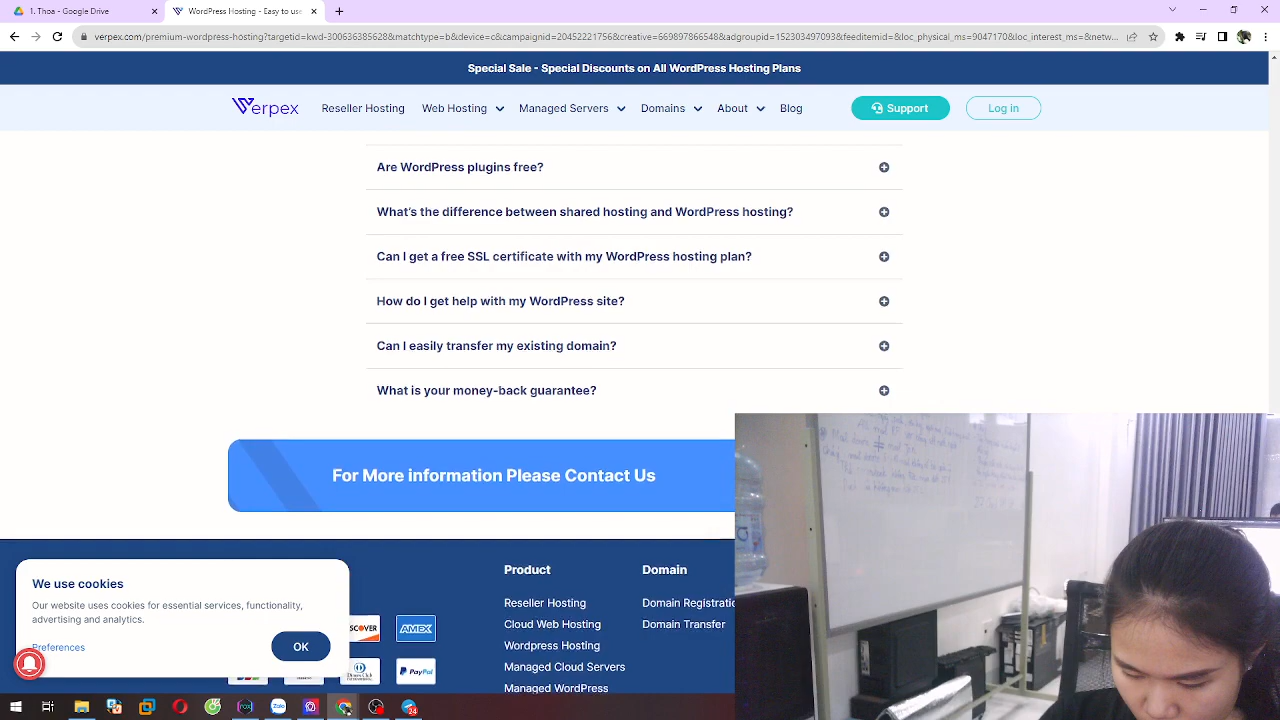 1. Thoa - Google Drive
WordPress Hosting - Easy to use
verpex.com/premium-wordpress-hosting?targetid=kwd-300636385628&matchtype=b&device=c&campaignid=20452221756&creative=669897866548&adgroupid=152303497093&feeditemid=&loc_physical_ms=9047170&loc_interest_ms=&netw...
Special Sale - Special Discounts on All WordPress Hosting Plans
Verpex
Reseller Hosting
Web Hosting
Managed Servers
Domains
About
Blog
Support
Log in
Are WordPress plugins free?
What's the difference between shared hosting and WordPress hosting?
Can I get a free SSL certificate with my WordPress hosting plan?
How do I get help with my WordPress site?
Can I easily transfer my existing domain?
What is your money-back guarantee?
For More information Please Contact Us
We use cookies
Our website uses cookies for essential services, functionality,
advertising and analytics.
Preferences
OK
AMEX
PayPal
Product
Reseller Hosting
Cloud Web Hosting
Wordpress Hosting
Managed Cloud Servers
Managed WordPress
Domain
Domain Registratio
Domain Transfer
24